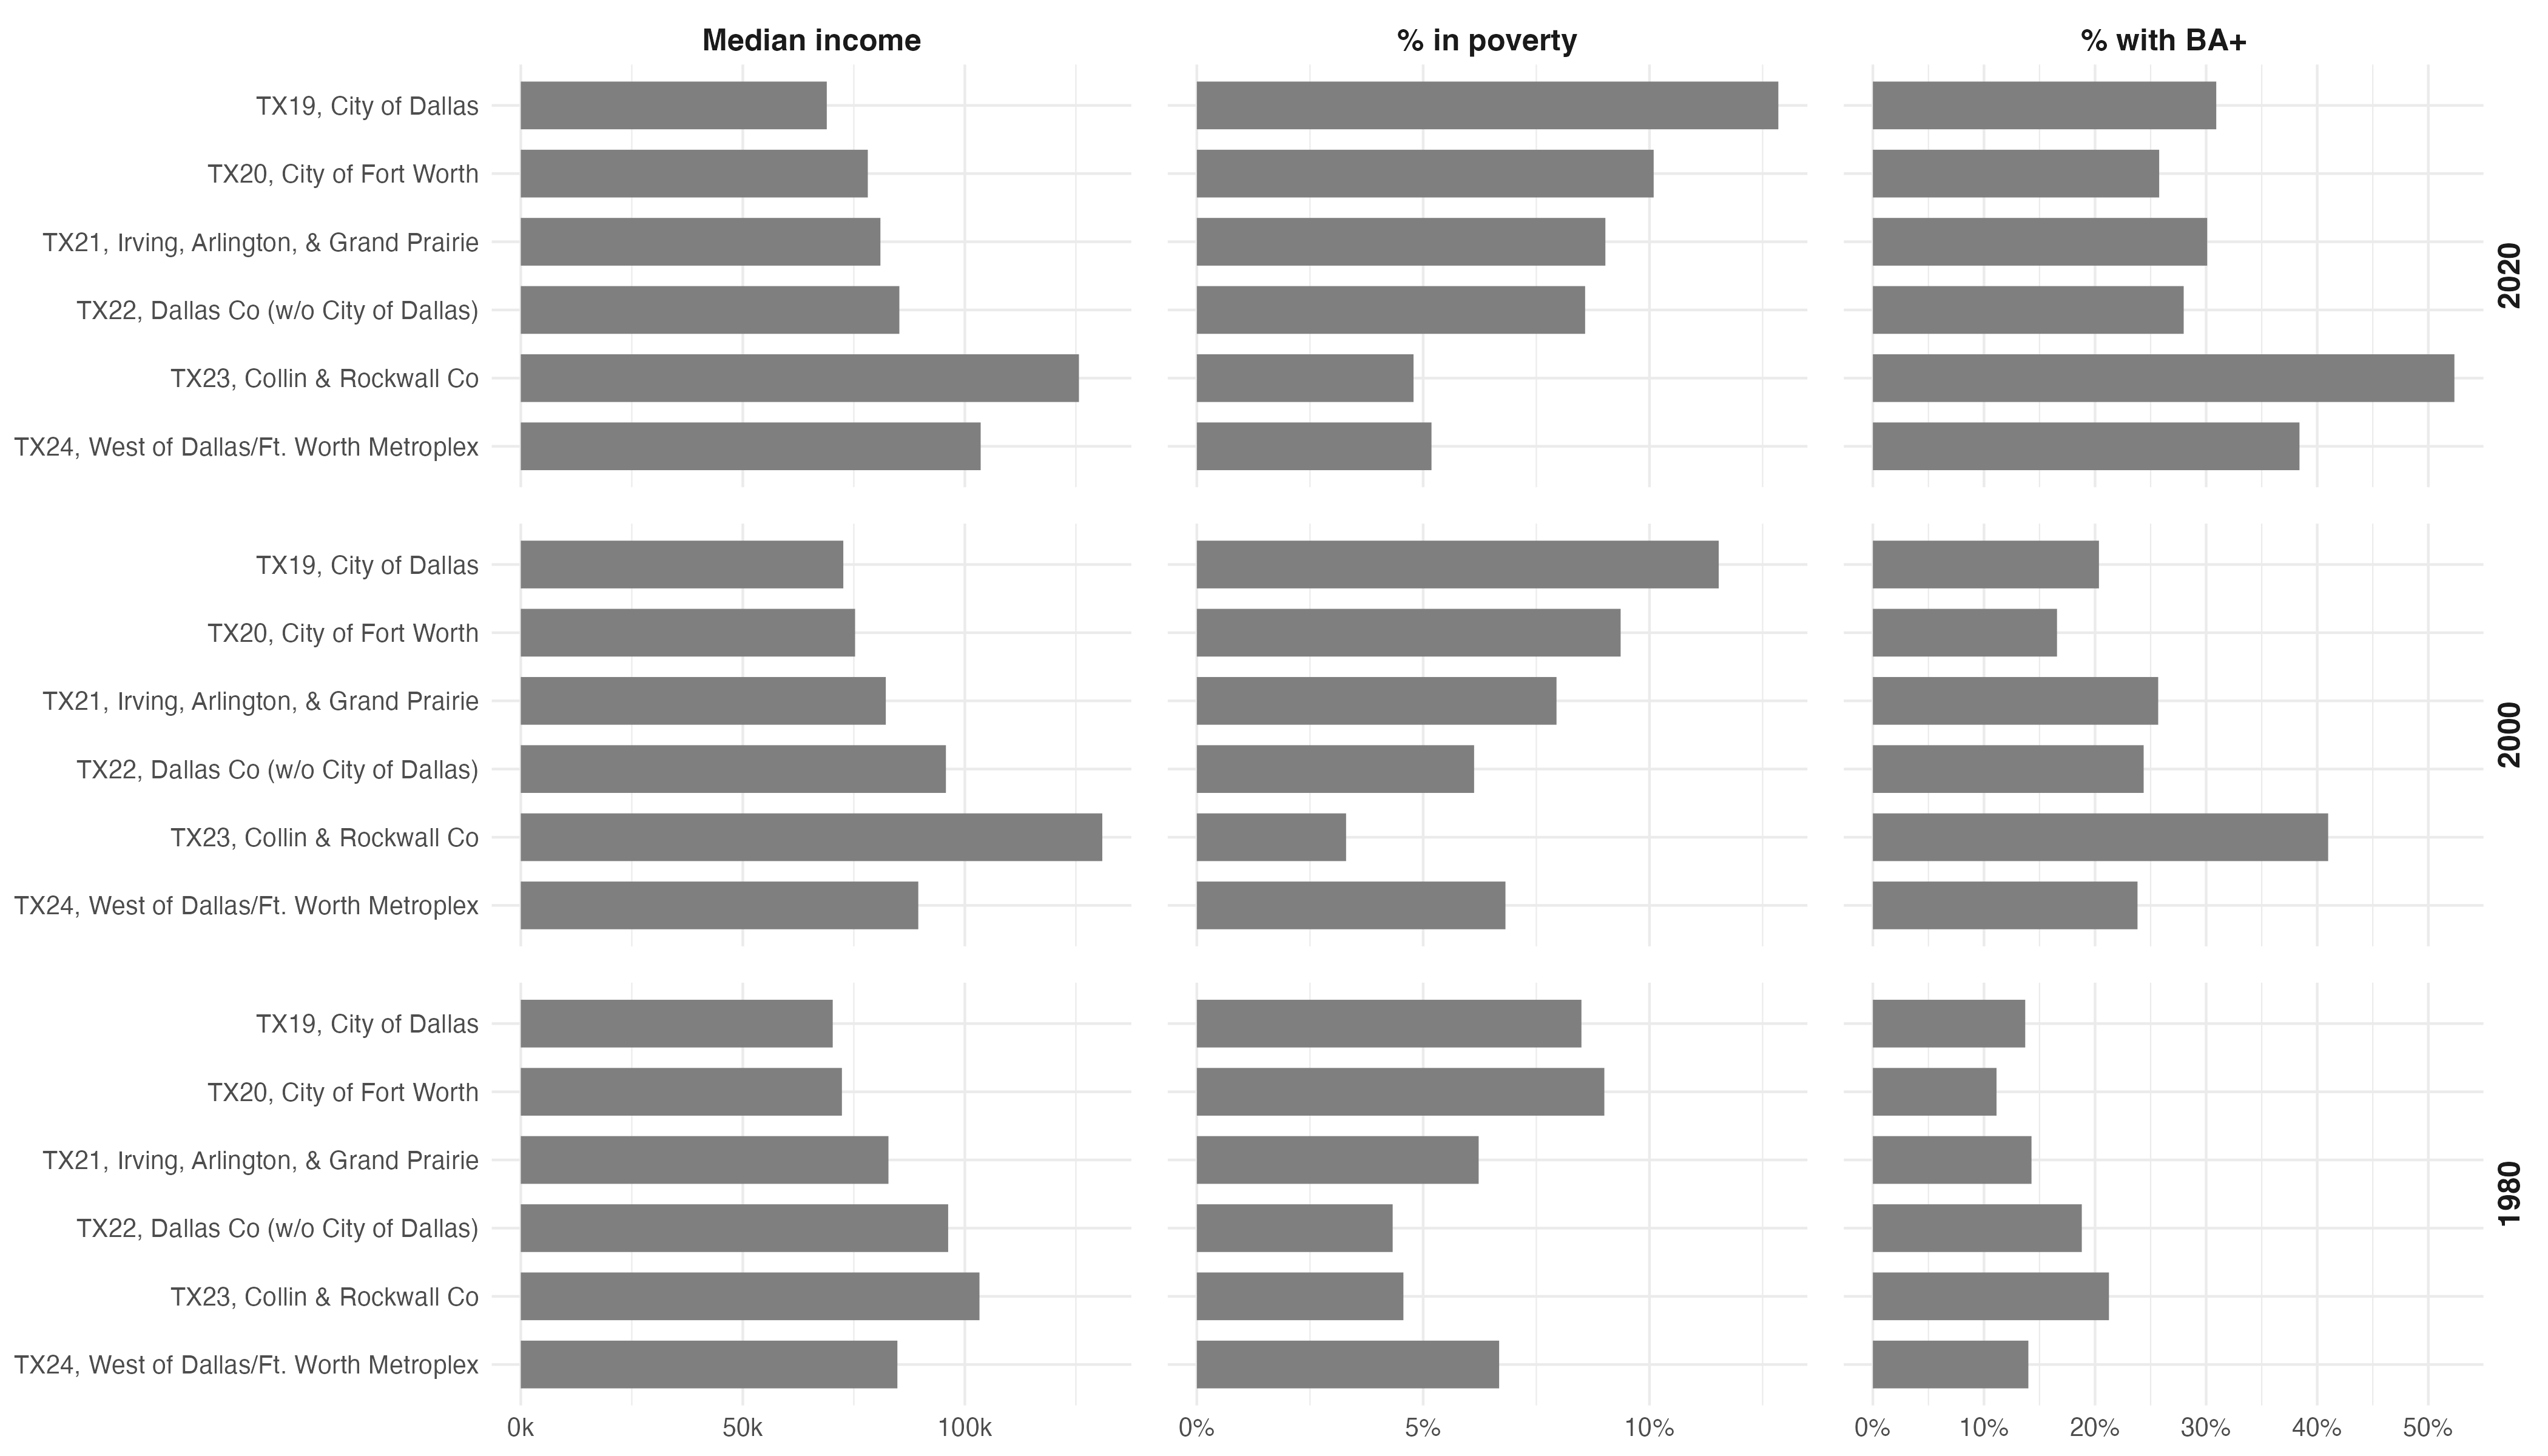 Median income
% in poverty
% with BA+
TX19, City of Dallas
TX20, City of Fort Worth
TX21, Irving, Arlington, & Grand Prairie
TX22, Dallas Co (w/o City of Dallas)
TX23, Collin & Rockwall Co
TX24, West of Dallas/Ft. Worth Metroplex
2020
TX19, City of Dallas
TX20, City of Fort Worth
TX21, Irving, Arlington, & Grand Prairie
TX22, Dallas Co (w/o City of Dallas)
TX23, Collin & Rockwall Co
TX24, West of Dallas/Ft. Worth Metroplex
2000
TX19, City of Dallas
TX20, City of Fort Worth
TX21, Irving, Arlington, & Grand Prairie
TX22, Dallas Co (w/o City of Dallas)
TX23, Collin & Rockwall Co
TX24, West of Dallas/Ft. Worth Metroplex
1980
0k 50k 100k
0% 5% 10%
0% 10% 20% 30% 40% 50%